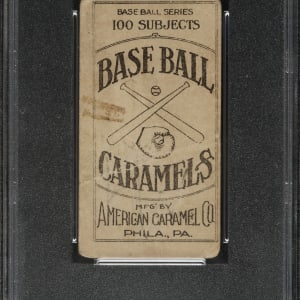 BASE BALL SERIES
100 SUBJECTS
BASE BALL
CARAMELS
MFG' BY
AMERICAN CARAMEL CO.
PHILA., PA.